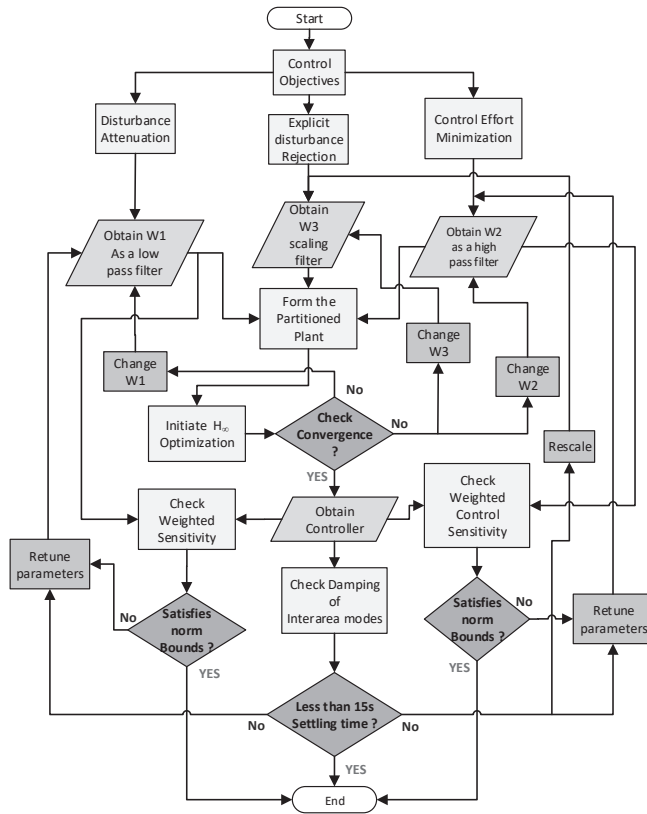 Start
Control
Objectives
Disturbance
Attenuation
Explicit
disturbance
Rejection
Control Effort
Minimization
Obtain W1
As a low
pass filter
Obtain
W3
scaling
filter
Obtain W2
as a high
pass filter
Form the
Partitioned
Plant
Change
W1
Change
W3
Change
W2
No
Initiate H∞
Optimization
Check
Convergence
?
No
Rescale
YES
Check
Weighted
Sensitivity
Obtain
Controller
Check
Weighted
Control
Sensitivity
Retune
parameters
Check Damping
of
Interarea modes
No
Satisfies
norm
Bounds ?
Satisfies
norm
Bounds ?
No
Retune
parameters
YES
YES
Less than 15s
Settling time ?
No
No
YES
End